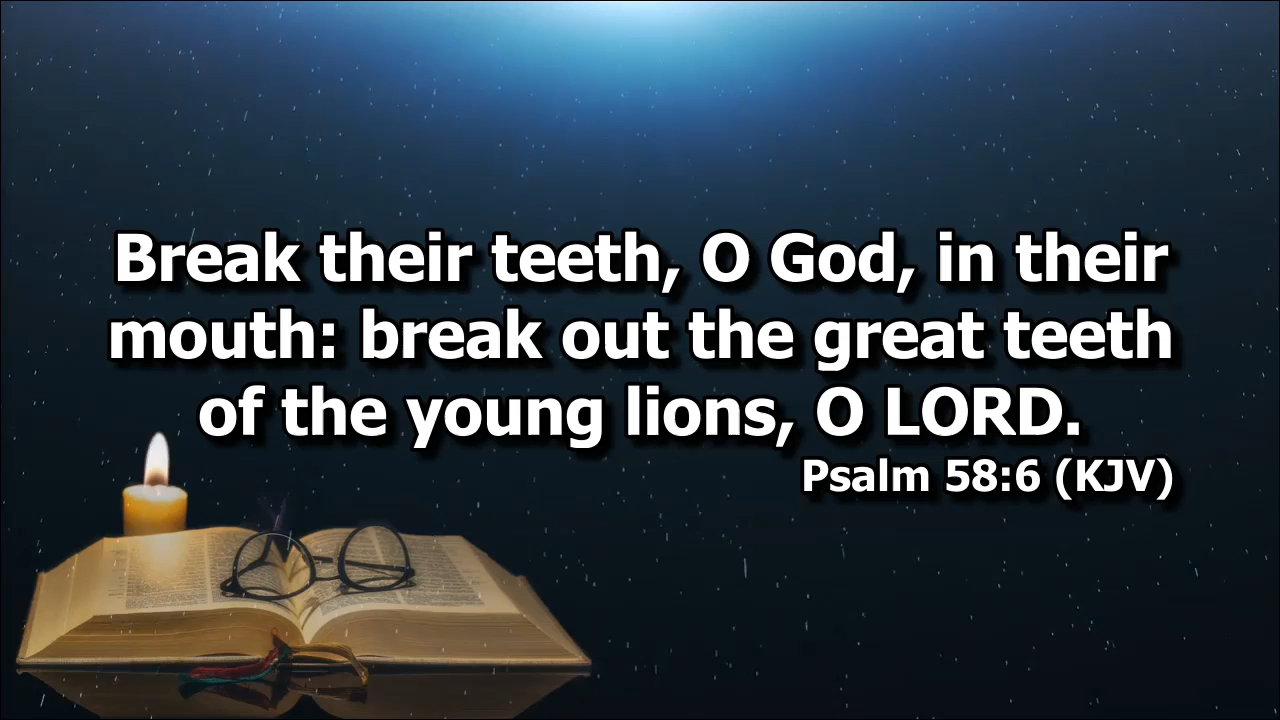 Break their teeth, O God, in their
mouth: break out the great teeth
of the young lions, O LORD.
Psalm 58:6 (KJV)